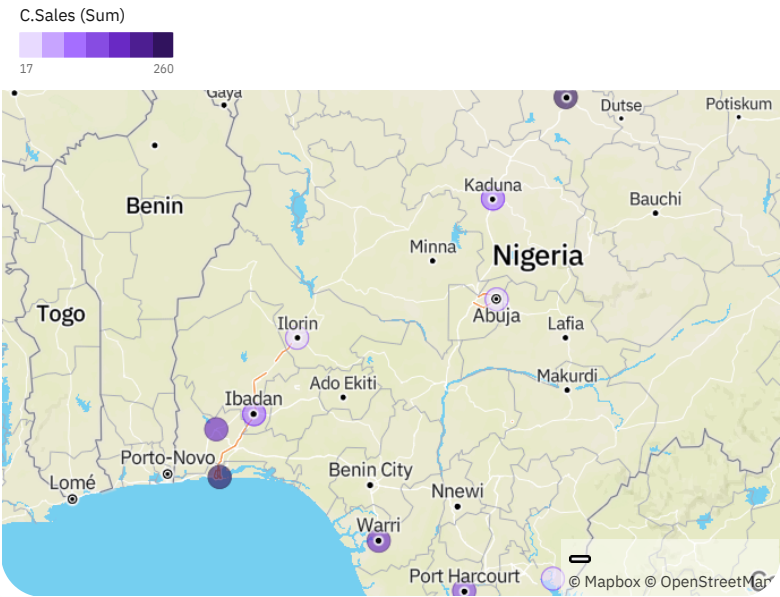 C.Sales (Sum)
17 260
Gaya
Dutse
Potiskum
Kaduna
Benin
Bauchi
Minna
Nigeria
Togo
Abuja
Ilorin
Lafia
Ado Ekiti
Makurdi
Ibadan
Porto-Novo
Benin City
Lomé
Nnewi
Warri
Port Harcourt
© Mapbox © OpenStreetMap